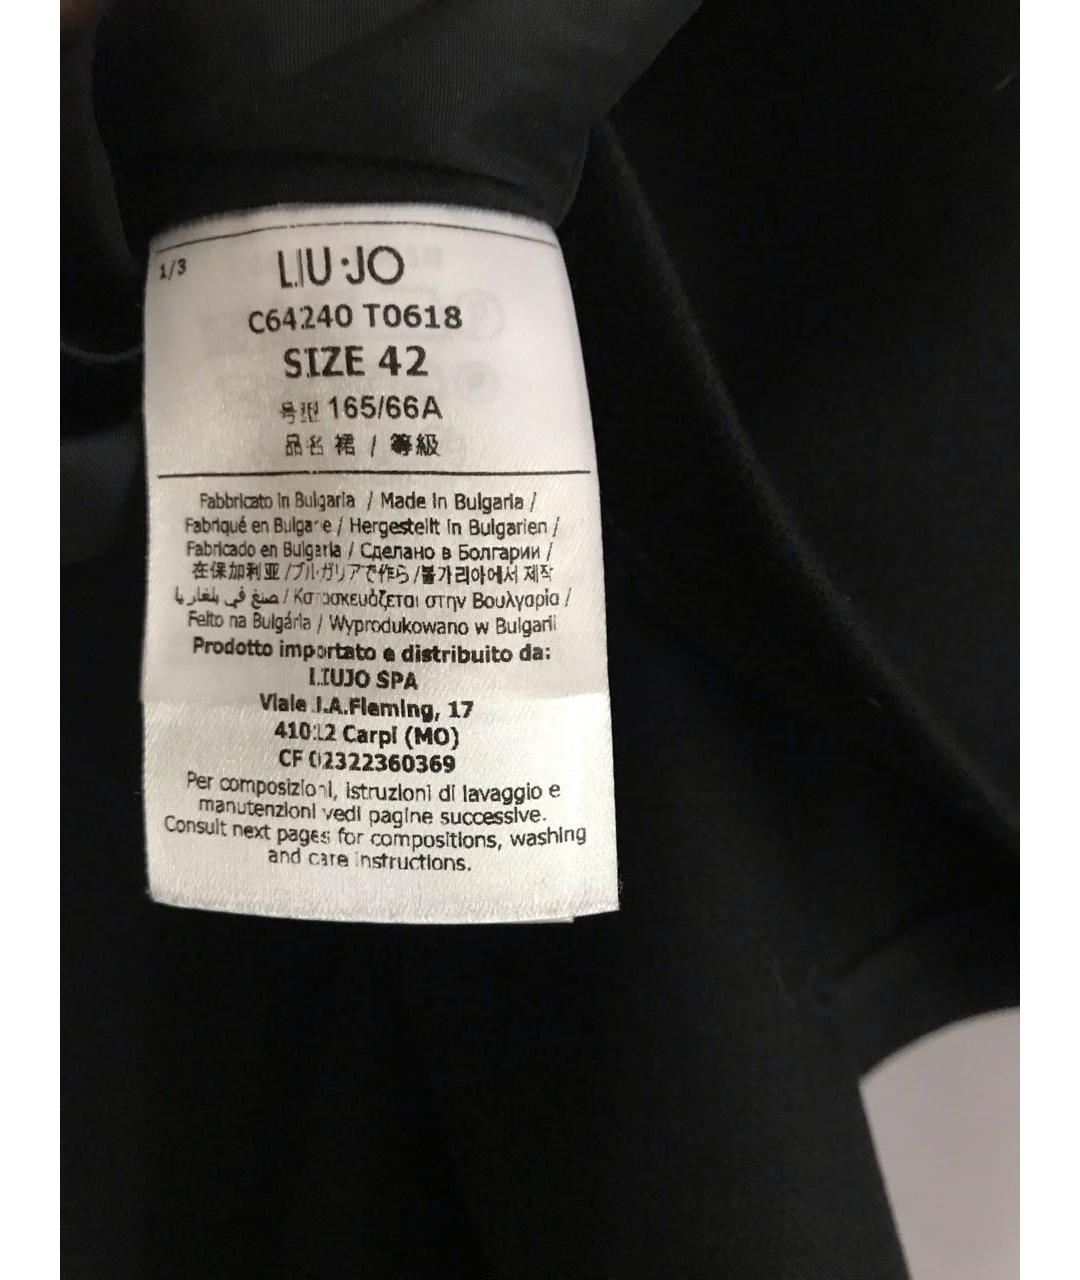 1/3
LIU·JO
C64240 T0618
SIZE 42
号型 165/66A
品名 裙 / 等級
Fabbricato in Bulgaria / Made in Bulgaria /
Fabriqué en Bulgarie / Hergestellt in Bulgarien /
Fabricado en Bulgaria / Сделано в Болгарии /
在保加利亚 /ブルガリアで作ら /불가리아에서 제작
صنع في بلغاريا / Κατασκευάζεται στην Βουλγαρία /
Feito na Bulgária / Wyprodukowano w Bulgarii
Prodotto importato e distribuito da:
LIUJO SPA
Viale J.A.Fleming, 17
41012 Carpi (MO)
CF 02322360369
Per composizioni, istruzioni di lavaggio e
manutenzioni vedi pagine successive.
Consult next pages for compositions, washing
and care instructions.